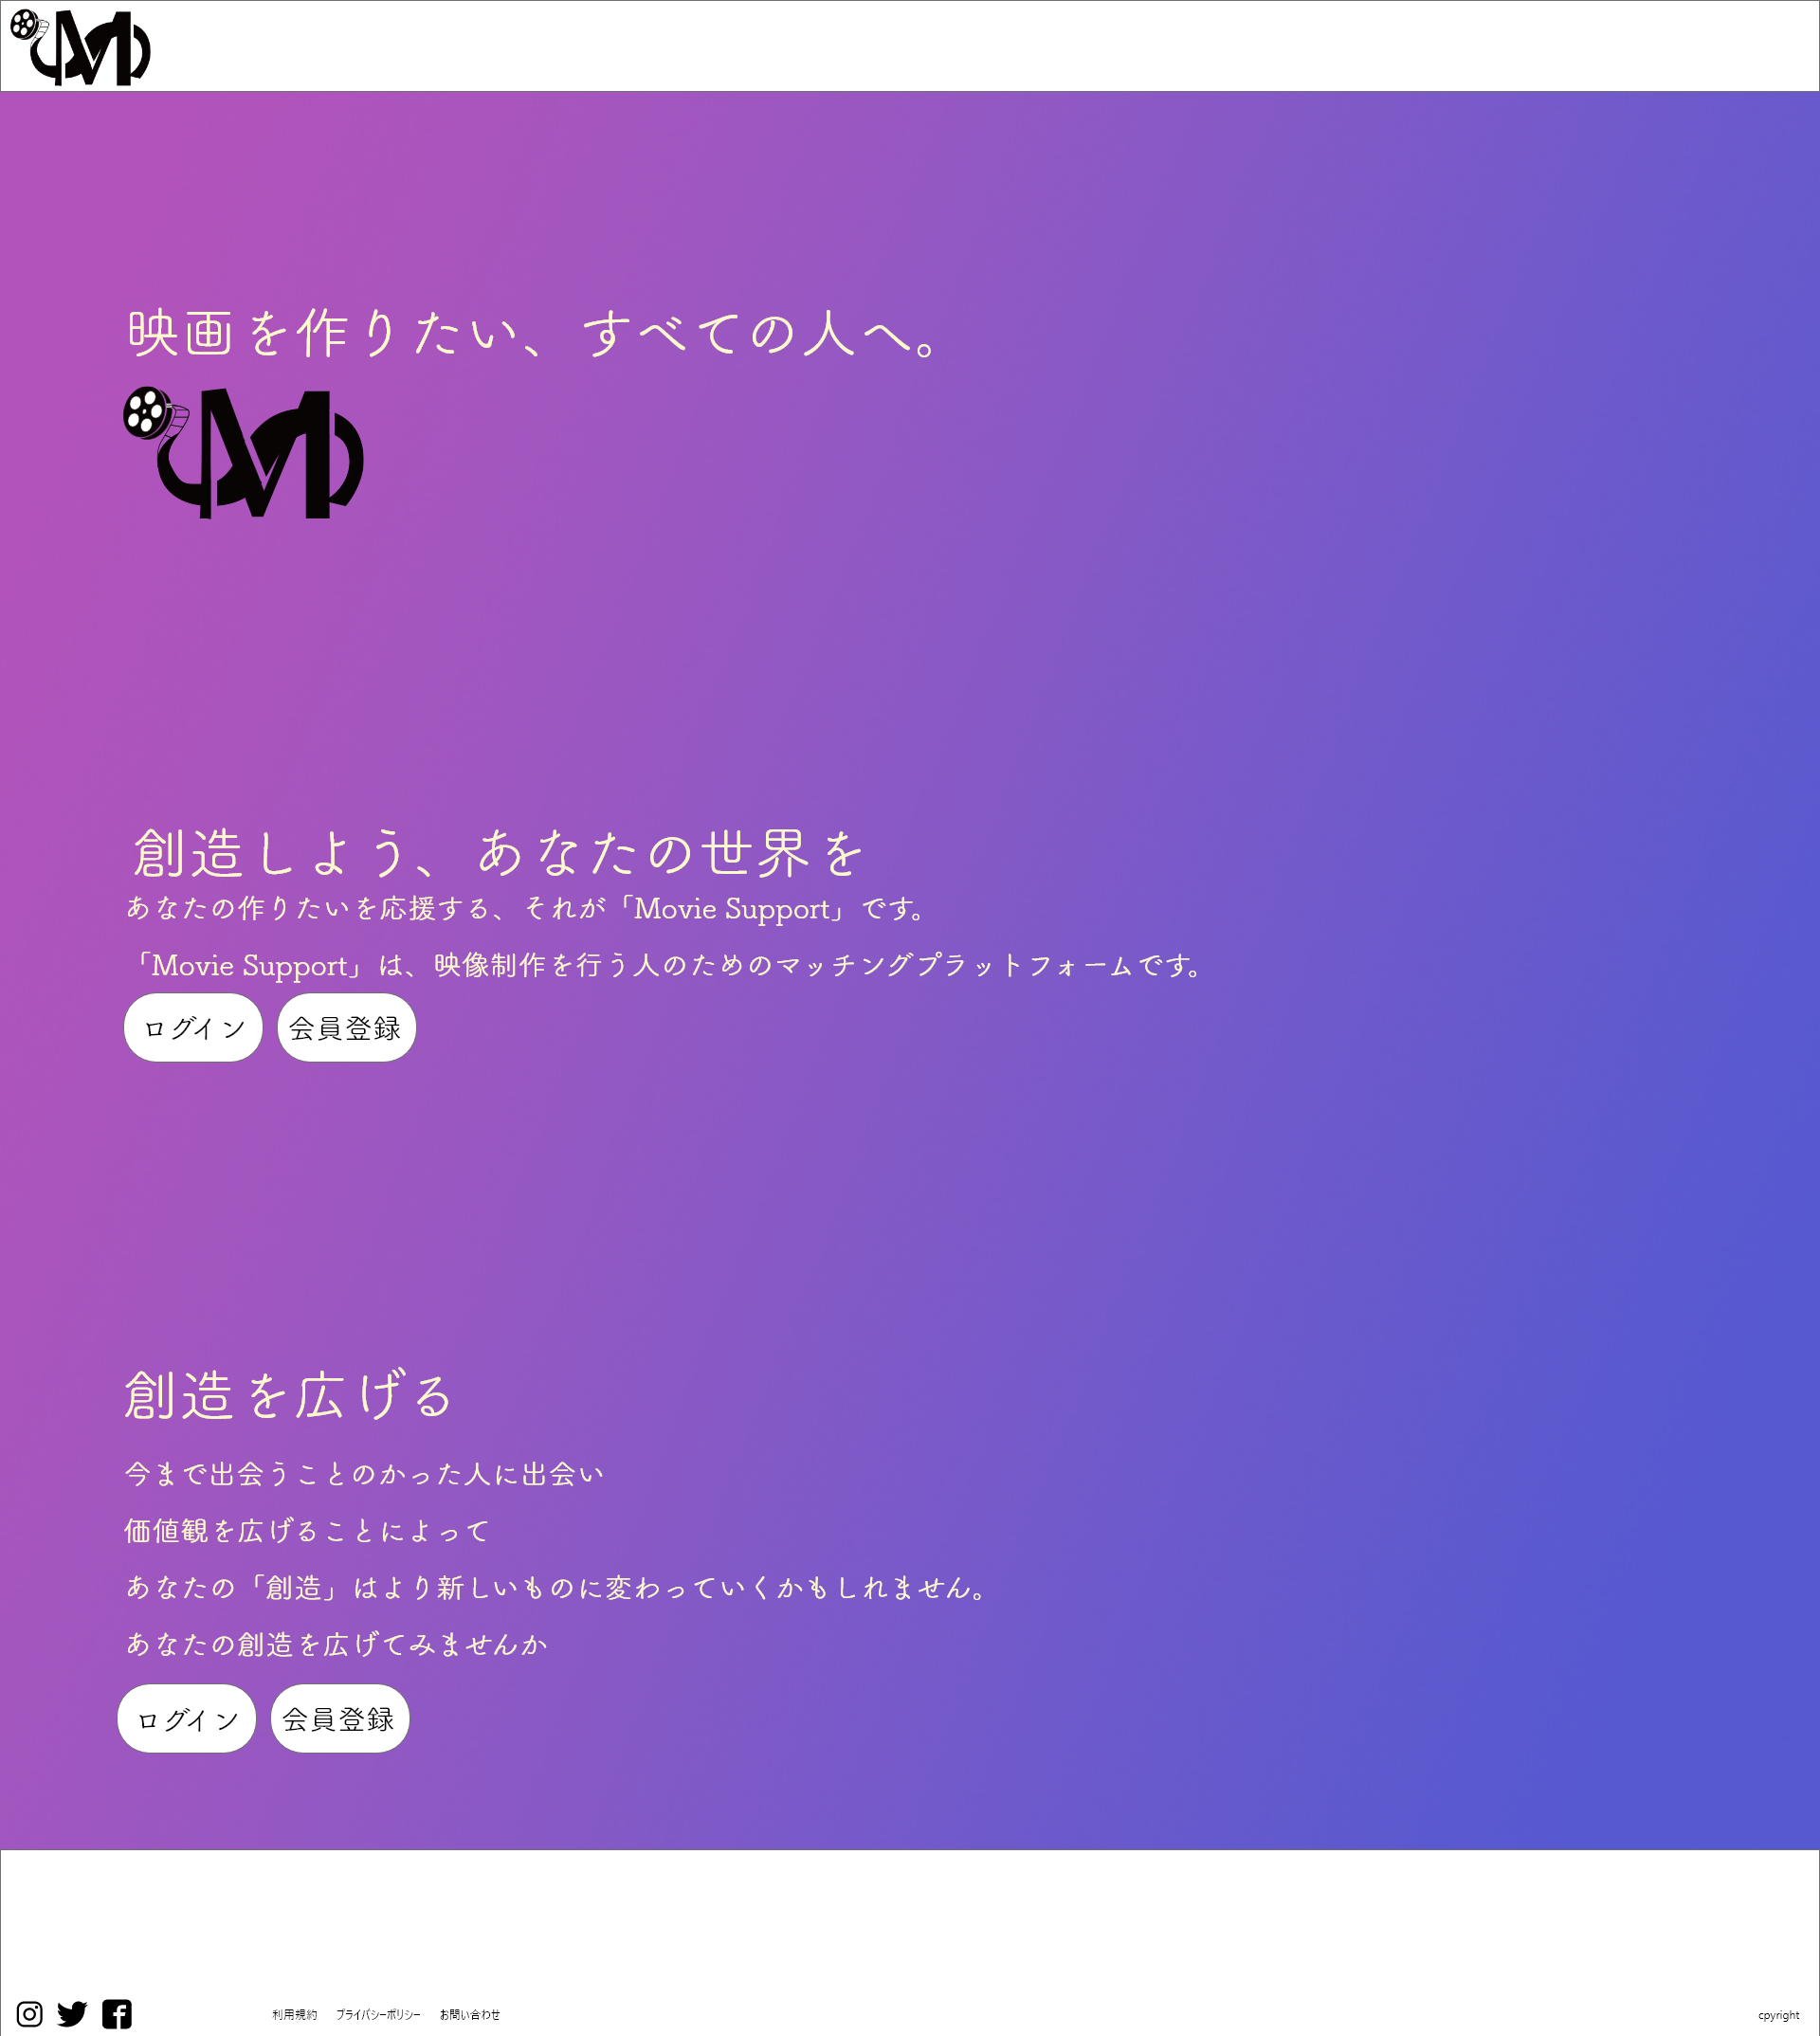 映画を作りたい、すべての人へ。
創造しよう、あなたの世界を
あなたの作りたいを応援する、それが「Movie Support」です。
「Movie Support」は、映像制作を行う人のためのマッチングプラットフォームです。
ログイン 会員登録
創造を広げる
今まで出会うことのかった人に出会い
価値観を広げることによって
あなたの「創造」はより新しいものに変わっていくかもしれません。
あなたの創造を広げてみませんか
ログイン 会員登録
利用規約 プライバシーポリシー お問い合わせ cpyright